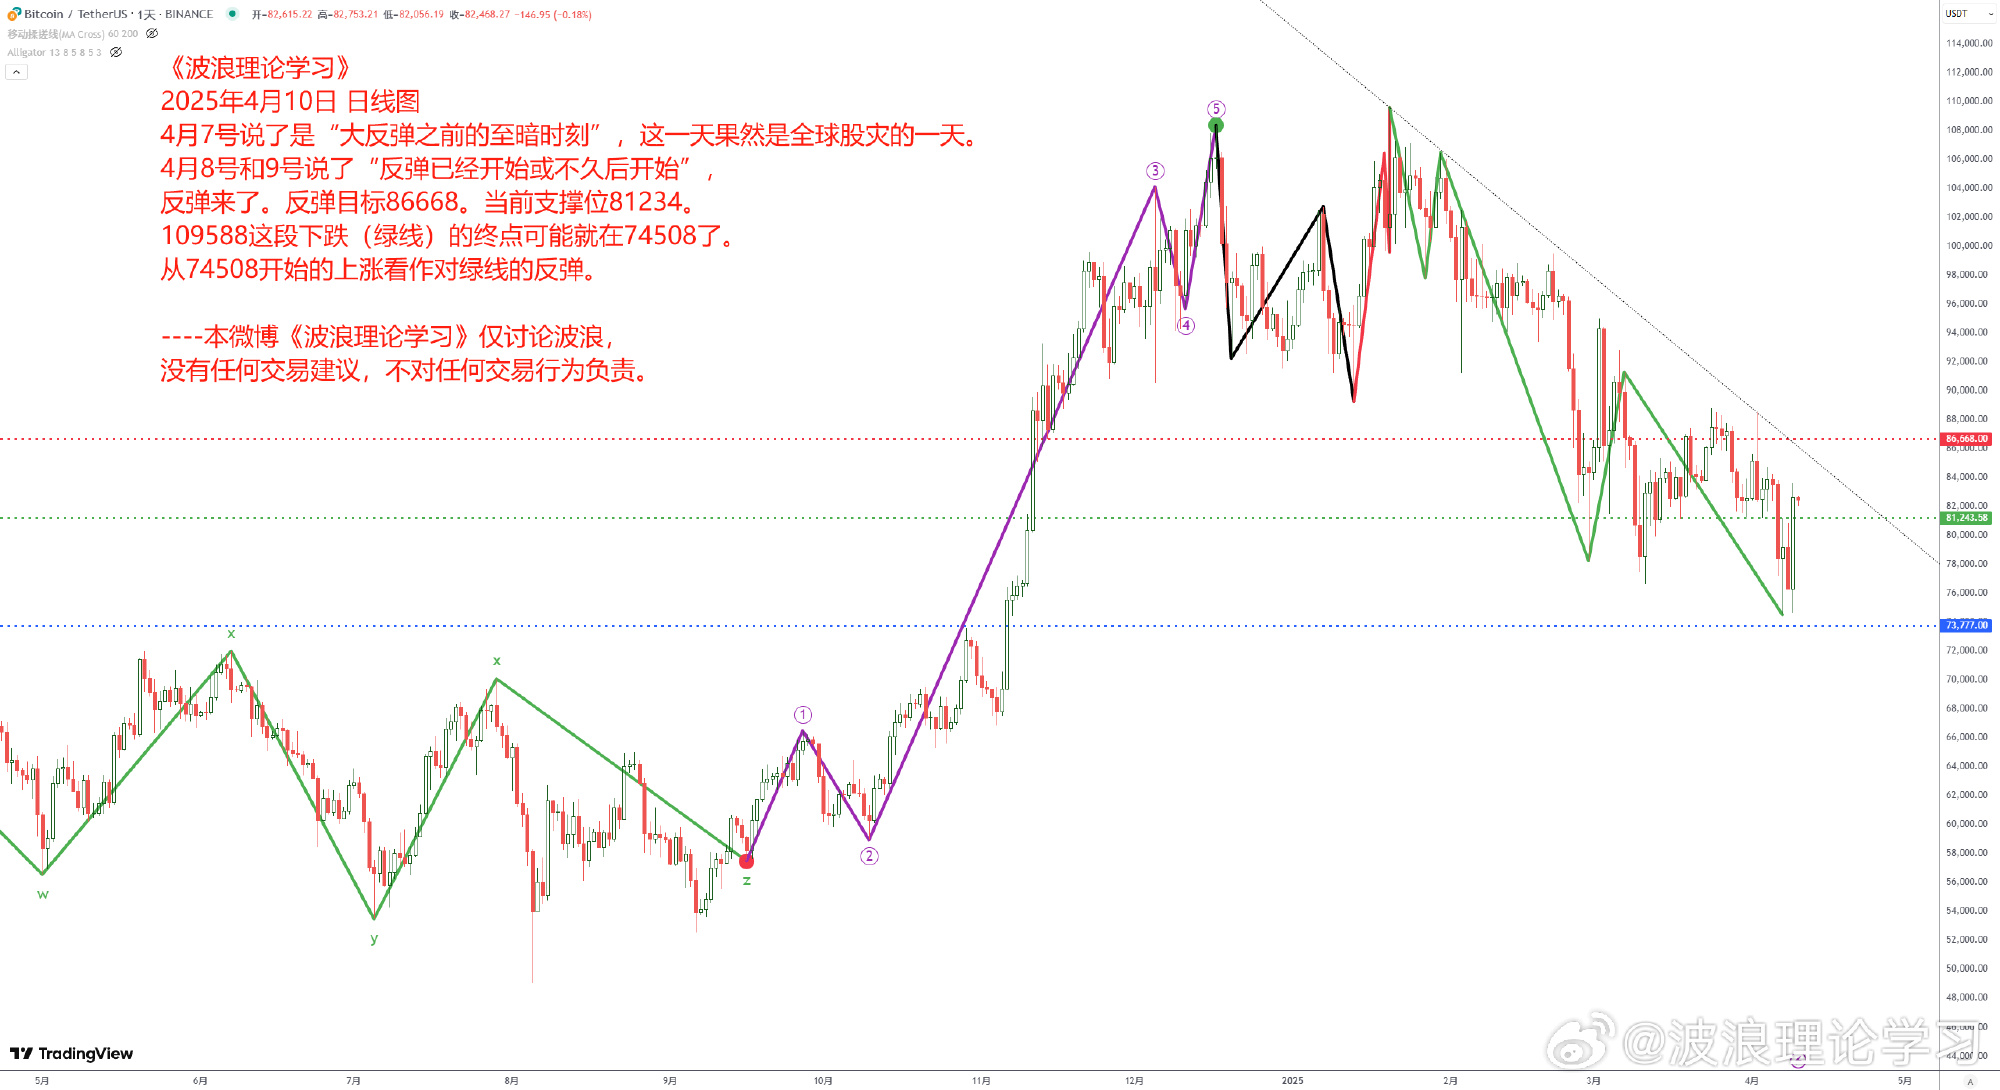 Bitcoin / TetherUS · 1天 · BINANCE 开=82,615.22 高=82,753.21 低=82,056.19 收=82,468.27 −146.95 (−0.18%)
移动揉搓线(MA Cross) 60 200
Alligator 13 8 5 8 5 3
《波浪理论学习》
2025年4月10日 日线图
4月7号说了是“大反弹之前的至暗时刻”，这一天果然是全球股灾的一天。
4月8号和9号说了“反弹已经开始或不久后开始”，
反弹来了。反弹目标86668。当前支撑位81234。
109588这段下跌（绿线）的终点可能就在74508了。
从74508开始的上涨看作对绿线的反弹。
----本微博《波浪理论学习》仅讨论波浪，
没有任何交易建议，不对任何交易行为负责。
USDT
114,000.00
112,000.00
110,000.00
108,000.00
106,000.00
104,000.00
102,000.00
100,000.00
98,000.00
96,000.00
94,000.00
92,000.00
90,000.00
88,000.00
86,668.00
86,000.00
84,000.00
82,000.00
81,243.58
80,000.00
78,000.00
76,000.00
73,777.00
72,000.00
70,000.00
68,000.00
66,000.00
64,000.00
62,000.00
60,000.00
58,000.00
56,000.00
54,000.00
52,000.00
50,000.00
48,000.00
46,000.00
44,000.00
⑤
③
④
①
②
x
x
w
y
z
@波浪理论学习
TradingView
5月 6月 7月 8月 9月 10月 11月 12月 2025 2月 3月 4月 5月
A